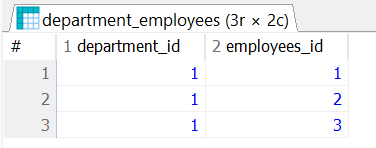 department_employees (3r × 2c)
# 1 department_id 2 employees_id
1 1 1
2 1 2
3 1 3